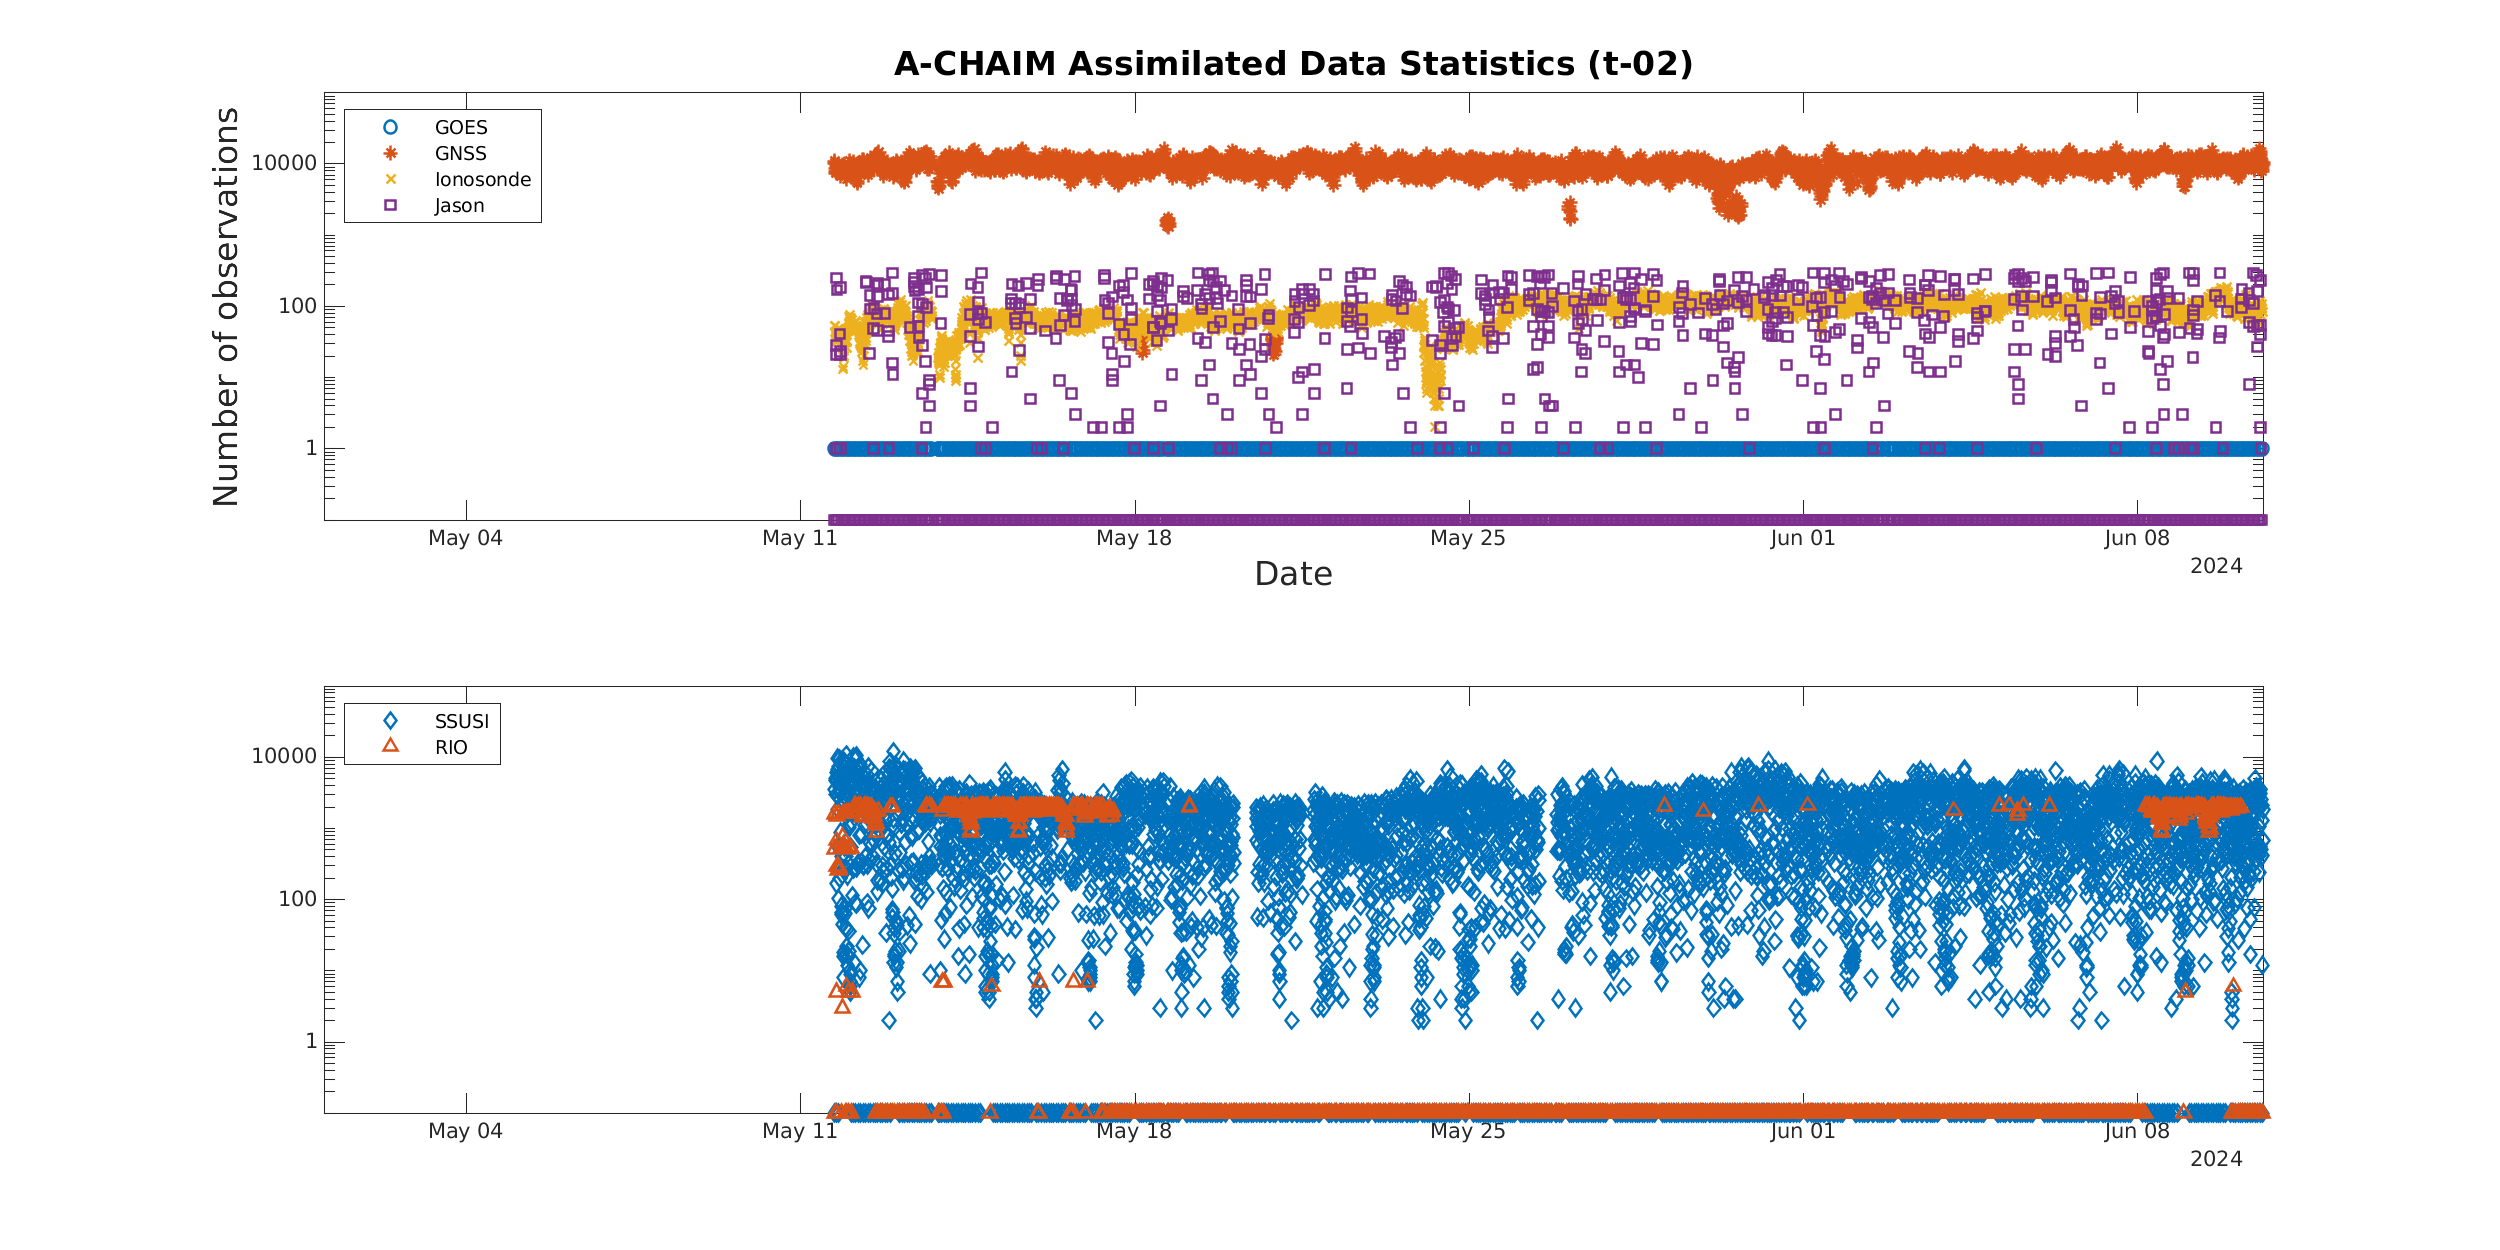 A-CHAIM Assimilated Data Statistics (t-02)
Number of observations
10000
100
1
GOES
GNSS
Ionosonde
Jason
May 04
May 11
May 18
May 25
Jun 01
Jun 08
2024
Date
10000
100
1
SSUSI
RIO
May 04
May 11
May 18
May 25
Jun 01
Jun 08
2024